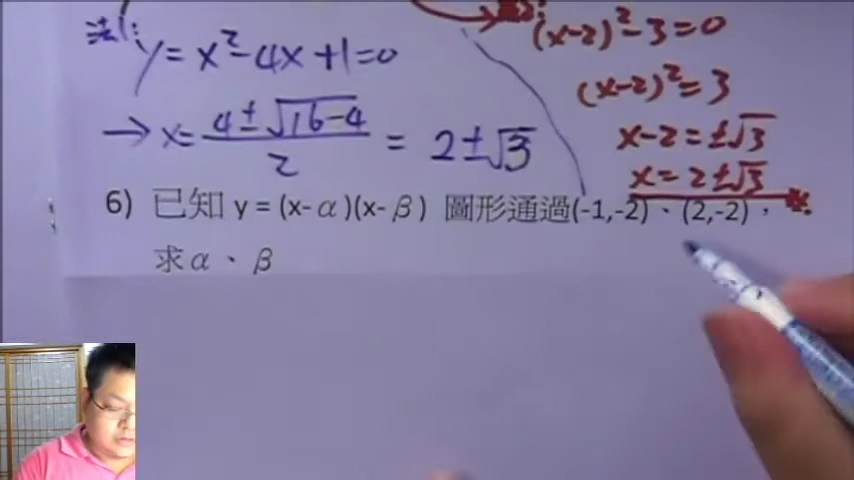 法1:
y = x² - 4x + 1 = 0
→ x = (4 ± √(16-4)) / 2 = 2 ± √3
(x-2)² - 3 = 0
(x-2)² = 3
x-2 = ±√3
x = 2±√3
6) 已知 y = (x-α)(x-β) 圖形通過(-1,-2)、(2,-2),
求α、β